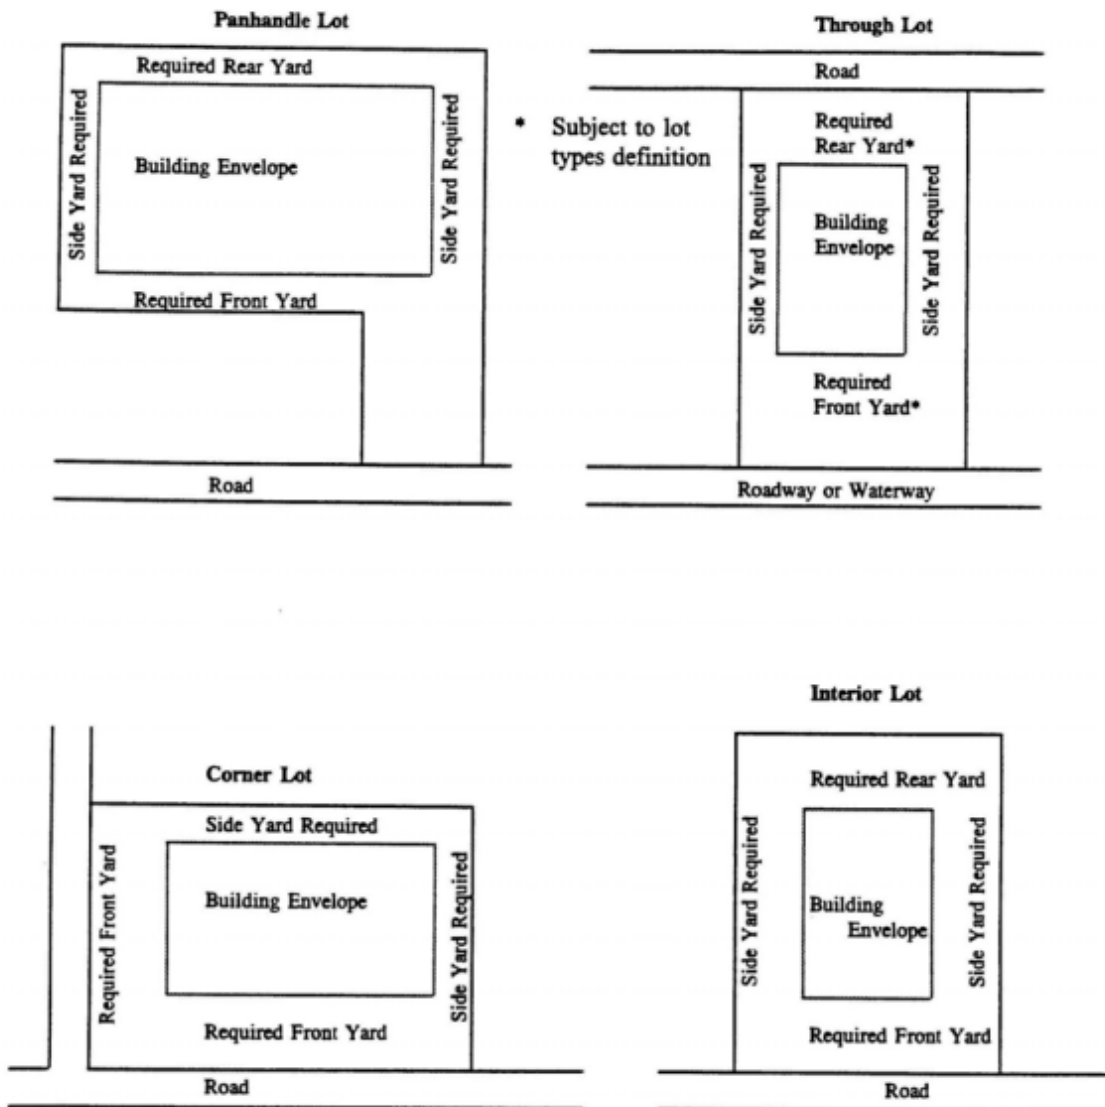 Panhandle Lot
Required Rear Yard
Side Yard Required
Building Envelope
Side Yard Required
Required Front Yard
Road
* Subject to lot
types definition
Through Lot
Road
Required
Rear Yard*
Side Yard Required
Building
Envelope
Side Yard Required
Required
Front Yard*
Roadway or Waterway
Corner Lot
Side Yard Required
Required Front Yard
Building Envelope
Side Yard Required
Required Front Yard
Road
Interior Lot
Required Rear Yard
Side Yard Required
Building
Envelope
Side Yard Required
Required Front Yard
Road